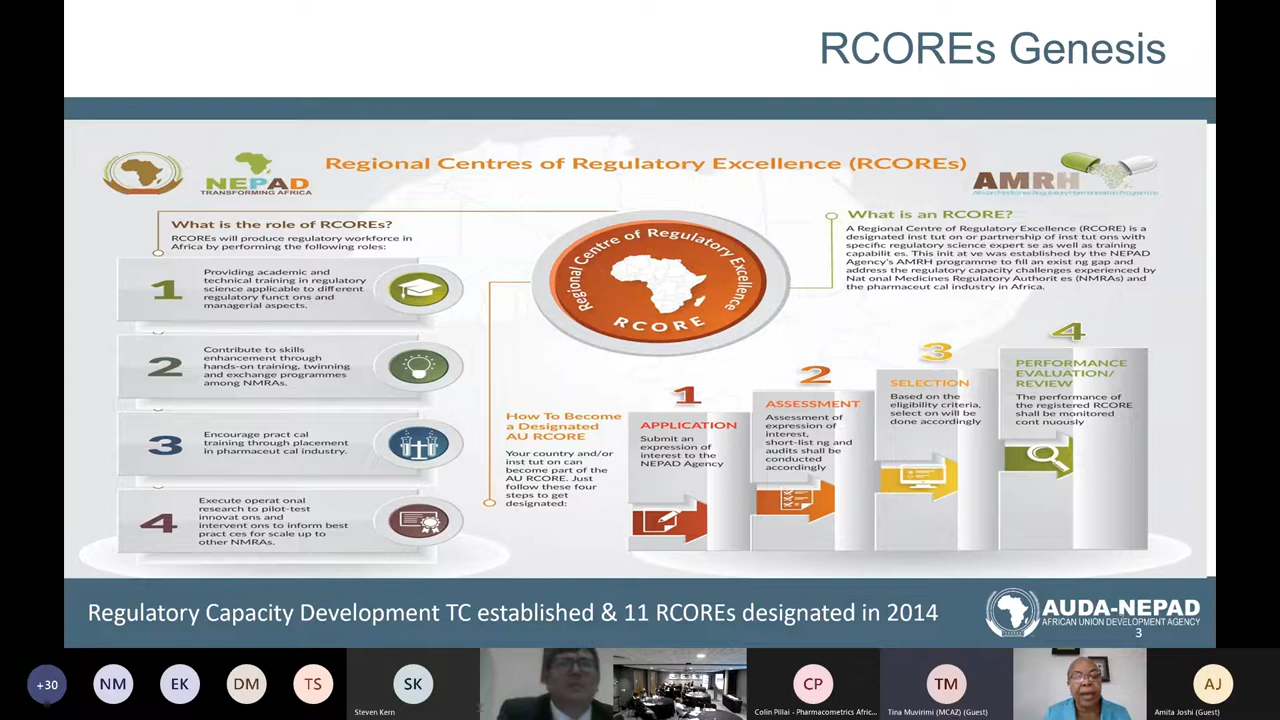 RCOREs Genesis
Regional Centres of Regulatory Excellence (RCOREs)
NEPAD
TRANSFORMING AFRICA
AMRH
What is the role of RCOREs?
RCOREs will produce regulatory workforce in
Africa by performing the following roles:
1
Providing academic and
technical training in regulatory
science applicable to different
regulatory funct ons and
managerial aspects.
2
Contribute to skills
enhancement through
hands-on training, twinning
and exchange programmes
among NMRAs.
3
Encourage pract cal
training through placement
in pharmaceut cal industry.
4
Execute operat onal
research to pilot-test
innovat ons and
intervent ons to inform best
pract ces for scale up to
other NMRAs.
Regional Centre of Regulatory Excellence
RCORE
What is an RCORE?
A Regional Centre of Regulatory Excellence (RCORE) is a
designated inst tut on or partnership of inst tut ons with
specific regulatory science expert se as well as training
capabilit es. This init at ve was established by the NEPAD
Agency's AMRH programme to fill an exist ng gap and
address the regulatory capacity challenges experienced by
Nat onal Medicines Regulatory Authorit es (NMRAs) and
the pharmaceut cal industry in Africa.
How To Become
a Designated
AU RCORE
Your country and/or
inst tut on can
become part of the
AU RCORE. Just
follow these four
steps to get
designated:
1
APPLICATION
Submit an
expression of
interest to the
NEPAD Agency
2
ASSESSMENT
Assessment of
expression of
interest,
short-list ng and
audits shall be
conducted
accordingly
3
SELECTION
Based on the
eligibility criteria,
select on will be
done accordingly
4
PERFORMANCE
EVALUATION/
REVIEW
The performance of
the registered RCORE
shall be monitored
cont nuously
Regulatory Capacity Development TC established & 11 RCOREs designated in 2014
AUDA-NEPAD
AFRICAN UNION DEVELOPMENT AGENCY
3
+30
NM
EK
DM
TS
SK
Steven Kern
CP
Colin Pillai - Pharmacometrics Afric...
TM
Tina Muvirimi (MCAZ) (Guest)
AJ
Amita Joshi (Guest)